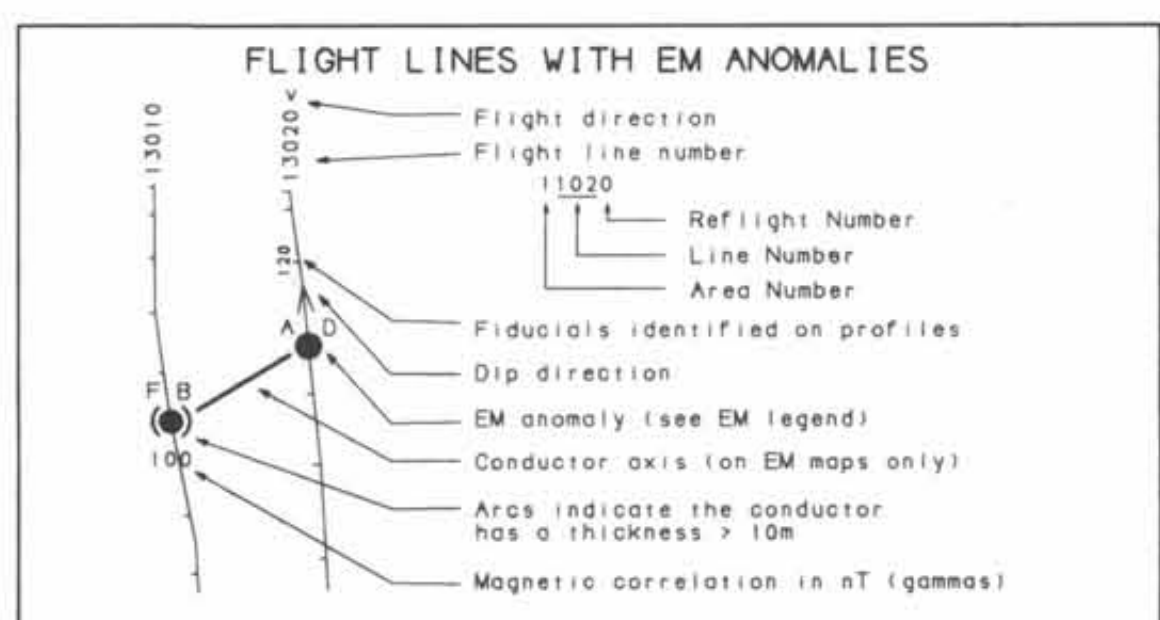 FLIGHT LINES WITH EM ANOMALIES
13010
13020
v
Flight direction
Flight line number
11020
Reflight Number
Line Number
Area Number
120
Fiducials identified on profiles
A D
Dip direction
F B
EM anomaly (see EM legend)
100
Conductor axis (on EM maps only)
Arcs indicate the conductor
has a thickness > 10m
Magnetic correlation in nT (gammas)